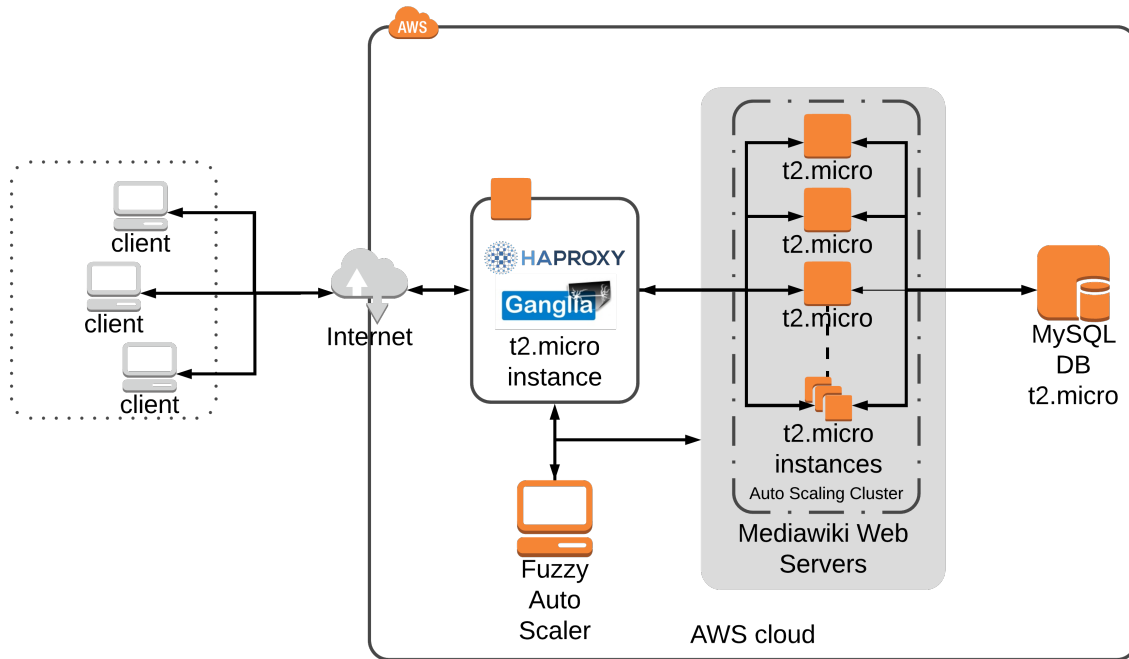 AWS
client
client
client
Internet
HAPROXY
Ganglia
t2.micro
instance
Fuzzy
Auto
Scaler
t2.micro
t2.micro
t2.micro
t2.micro
instances
Auto Scaling Cluster
Mediawiki Web
Servers
MySQL
DB
t2.micro
AWS cloud